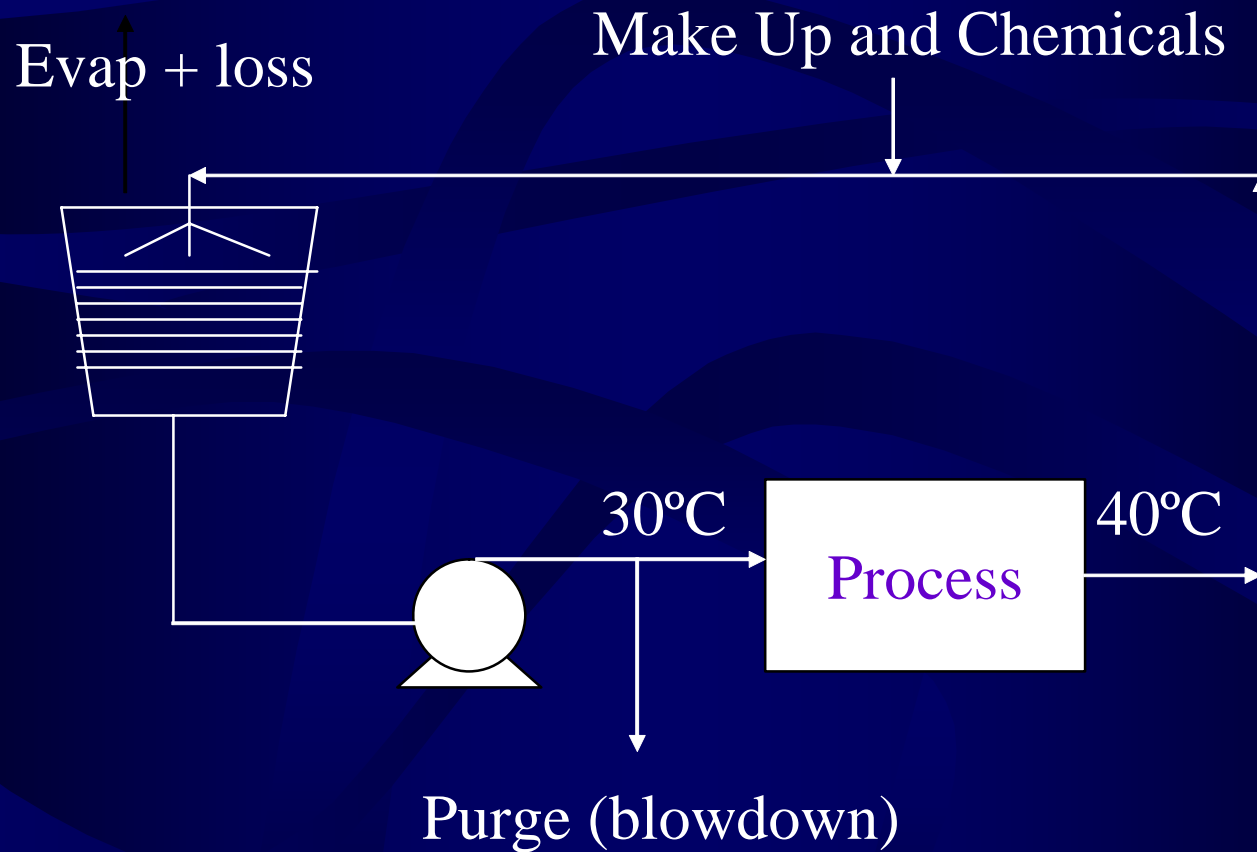 Make Up and Chemicals
Evap + loss
30ºC
40ºC
Process
Purge (blowdown)